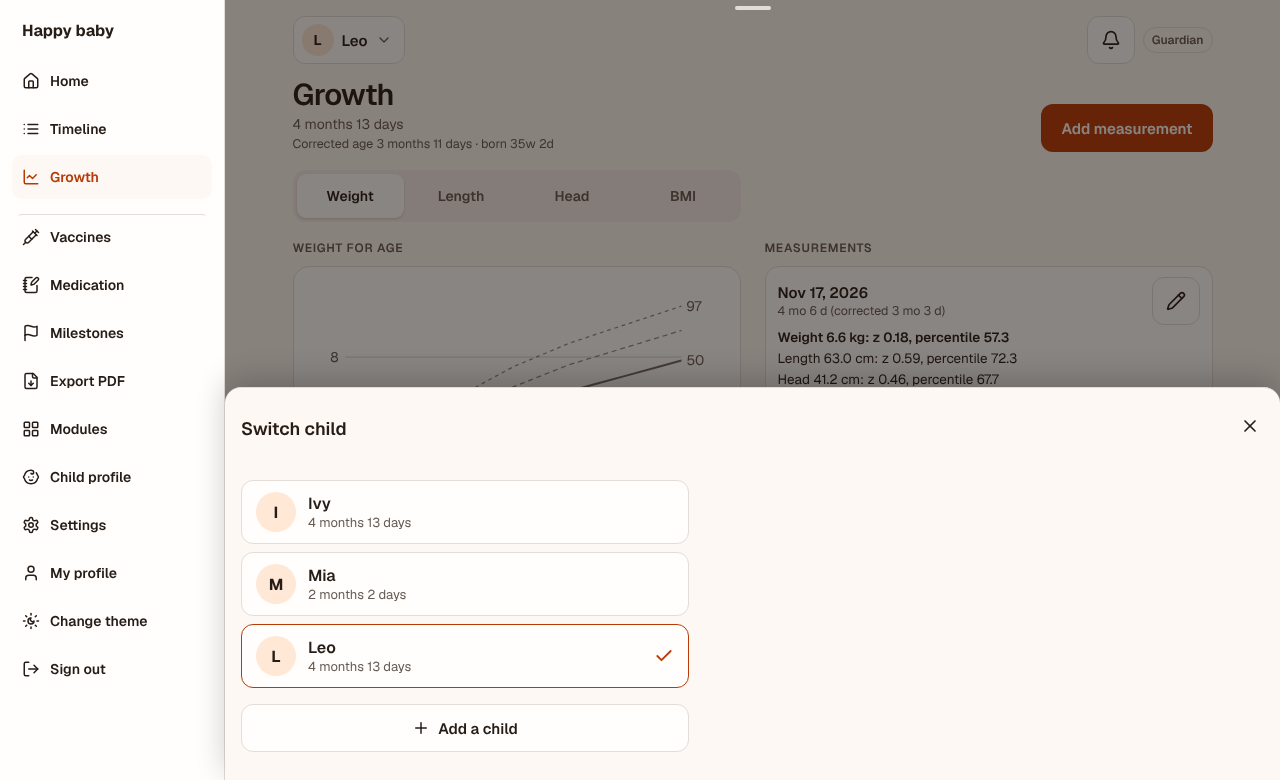 Happy baby
Home
Timeline
Growth
Vaccines
Medication
Milestones
Export PDF
Modules
Child profile
Settings
My profile
Change theme
Sign out
L
Leo
Guardian
Growth
4 months 13 days
Corrected age 3 months 11 days · born 35w 2d
Add measurement
Weight
Length
Head
BMI
WEIGHT FOR AGE
97
8
50
MEASUREMENTS
Nov 17, 2026
4 mo 6 d (corrected 3 mo 3 d)
Weight 6.6 kg: z 0.18, percentile 57.3
Length 63.0 cm: z 0.59, percentile 72.3
Head 41.2 cm: z 0.46, percentile 67.7
Switch child
I
Ivy
4 months 13 days
M
Mia
2 months 2 days
L
Leo
4 months 13 days
Add a child